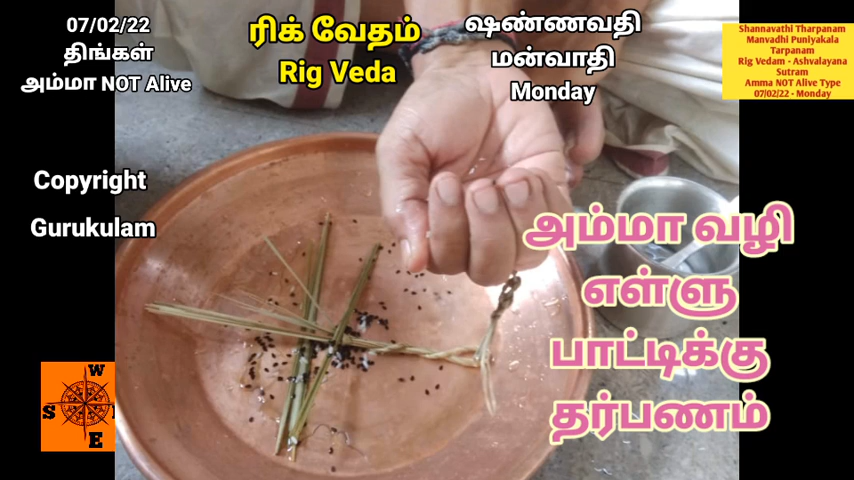 07/02/22
திங்கள்
அம்மா NOT Alive
ரிக் வேதம்
Rig Veda
ஷண்ணவதி
மன்வாதி
Monday
Shannavathi Tharpanam
Manvadhi Puniyakala
Tarpanam
Rig Vedam - Ashvalayana
Sutram
Amma NOT Alive Type
07/02/22 - Monday
Copyright
Gurukulam
அம்மா வழி
எள்ளு
பாட்டிக்கு
தர்பணம்
W
S
E